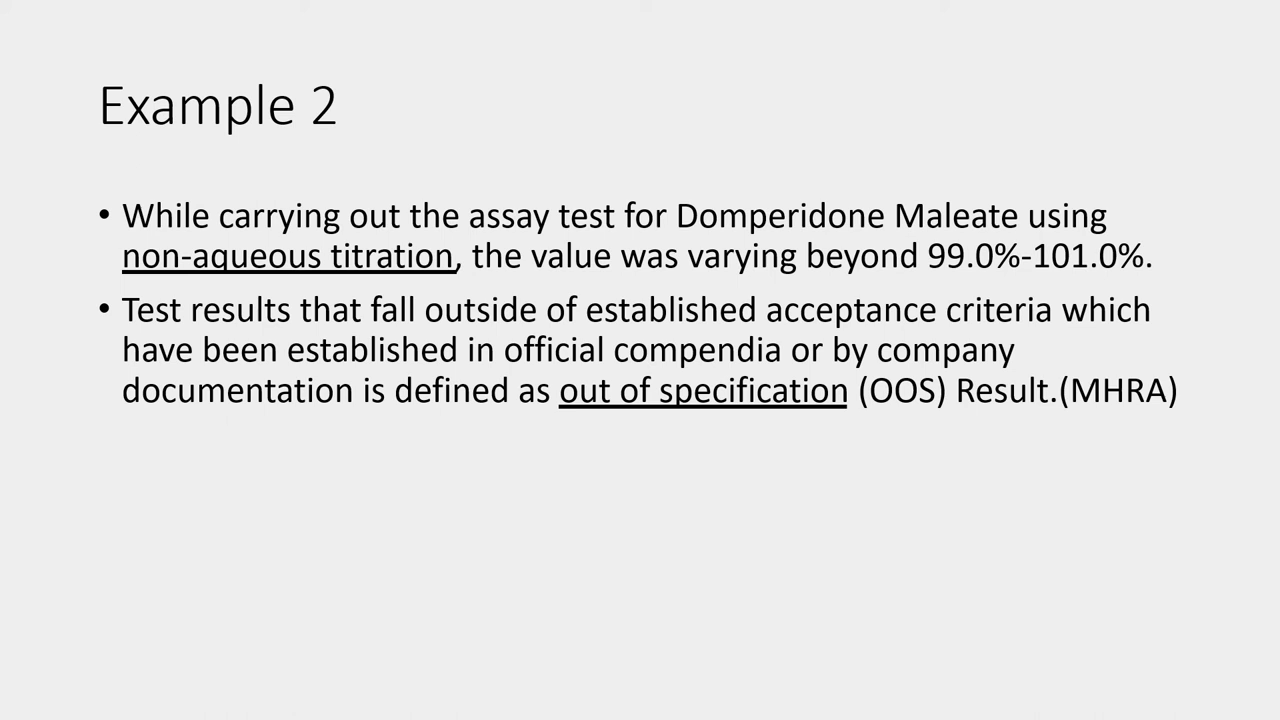 Example 2
• While carrying out the assay test for Domperidone Maleate using
non-aqueous titration, the value was varying beyond 99.0%-101.0%.
• Test results that fall outside of established acceptance criteria which
have been established in official compendia or by company
documentation is defined as out of specification (OOS) Result.(MHRA)